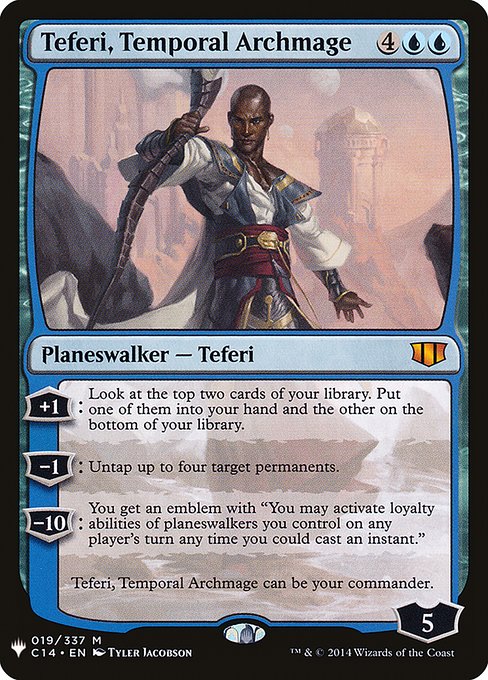 Teferi, Temporal Archmage 4
Planeswalker — Teferi
+1 : Look at the top two cards of your library. Put
one of them into your hand and the other on the
bottom of your library.
-1 : Untap up to four target permanents.
You get an emblem with “You may activate loyalty
-10 : abilities of planeswalkers you control on any
player’s turn any time you could cast an instant.”
Teferi, Temporal Archmage can be your commander.
5
019/337 M
C14 • EN Tyler Jacobson
™ & © 2014 Wizards of the Coast